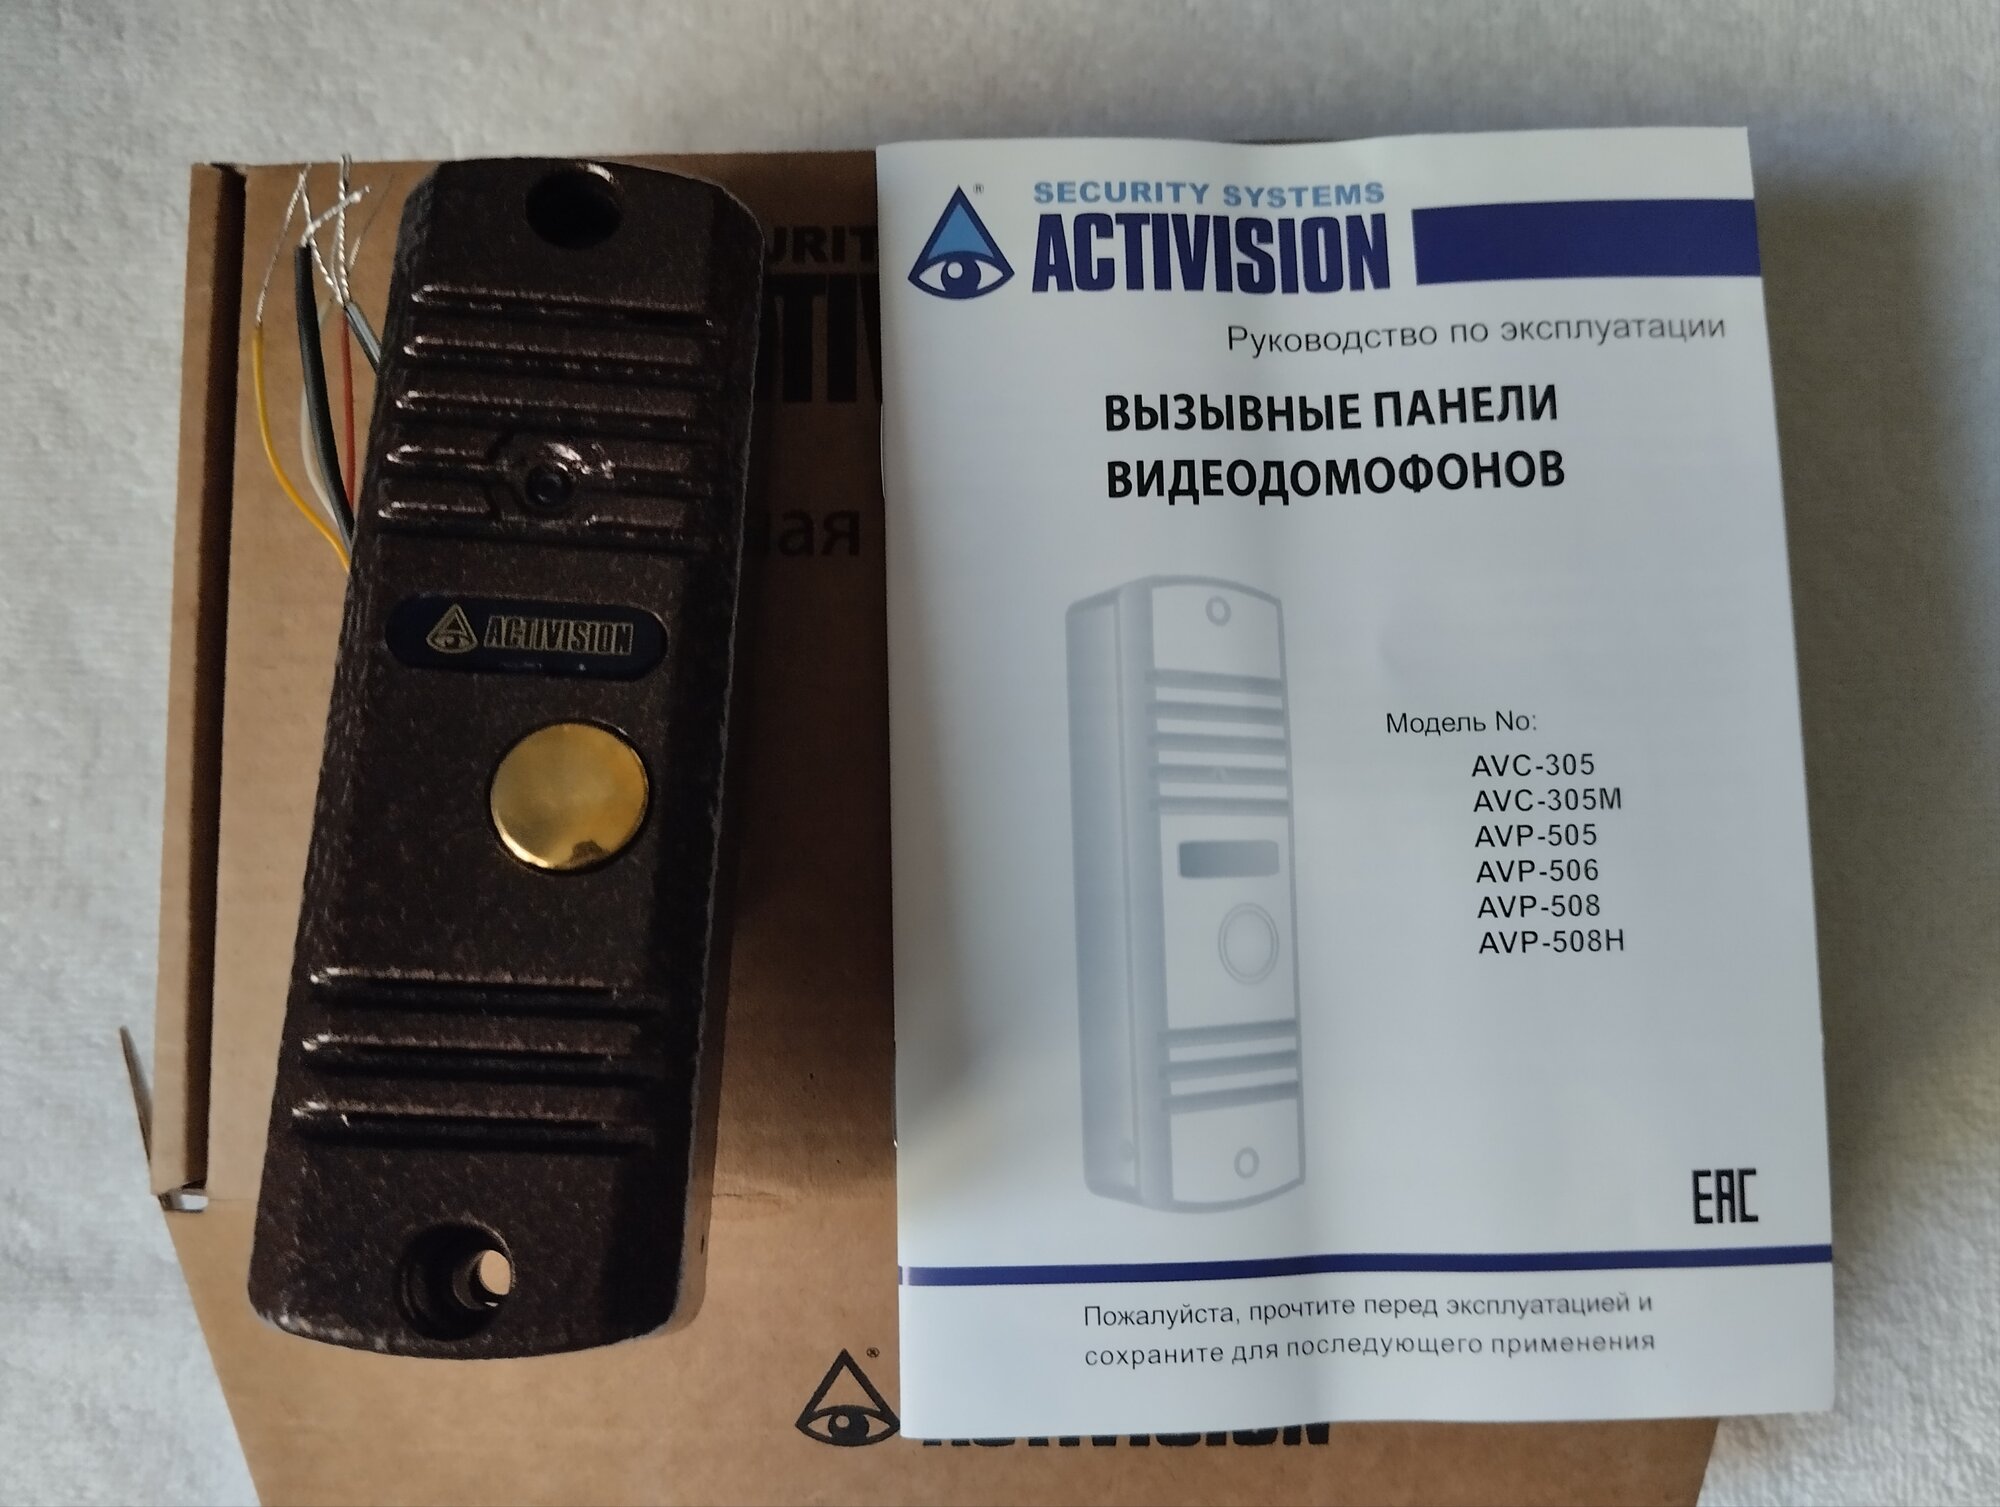 SECURITY SYSTEMS
ACTIVISION
Руководство по эксплуатации
ВЫЗЫВНЫЕ ПАНЕЛИ
ВИДЕОДОМОФОНОВ
Модель No:
AVC-305
AVC-305M
AVP-505
AVP-506
AVP-508
AVP-508H
EAC
Пожалуйста, прочтите перед эксплуатацией и
сохраните для последующего применения
ACTIVISION
ACTIVISION